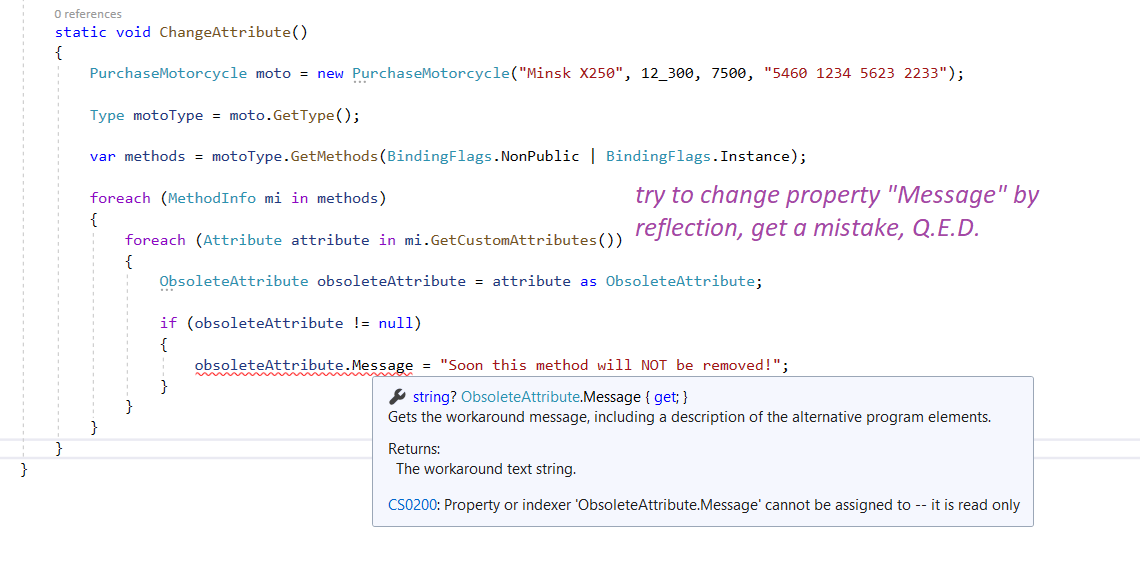 0 references
static void ChangeAttribute()
{
PurchaseMotorcycle moto = new PurchaseMotorcycle("Minsk X250", 12_300, 7500, "5460 1234 5623 2233");
Type motoType = moto.GetType();
var methods = motoType.GetMethods(BindingFlags.NonPublic | BindingFlags.Instance);
foreach (MethodInfo mi in methods)
{
foreach (Attribute attribute in mi.GetCustomAttributes())
{
ObsoleteAttribute obsoleteAttribute = attribute as ObsoleteAttribute;
if (obsoleteAttribute != null)
{
obsoleteAttribute.Message = "Soon this method will NOT be removed!";
}
}
}
}
}
try to change property "Message" by
reflection, get a mistake, Q.E.D.
string? ObsoleteAttribute.Message { get; }
Gets the workaround message, including a description of the alternative program elements.
Returns:
The workaround text string.
CS0200: Property or indexer 'ObsoleteAttribute.Message' cannot be assigned to -- it is read only